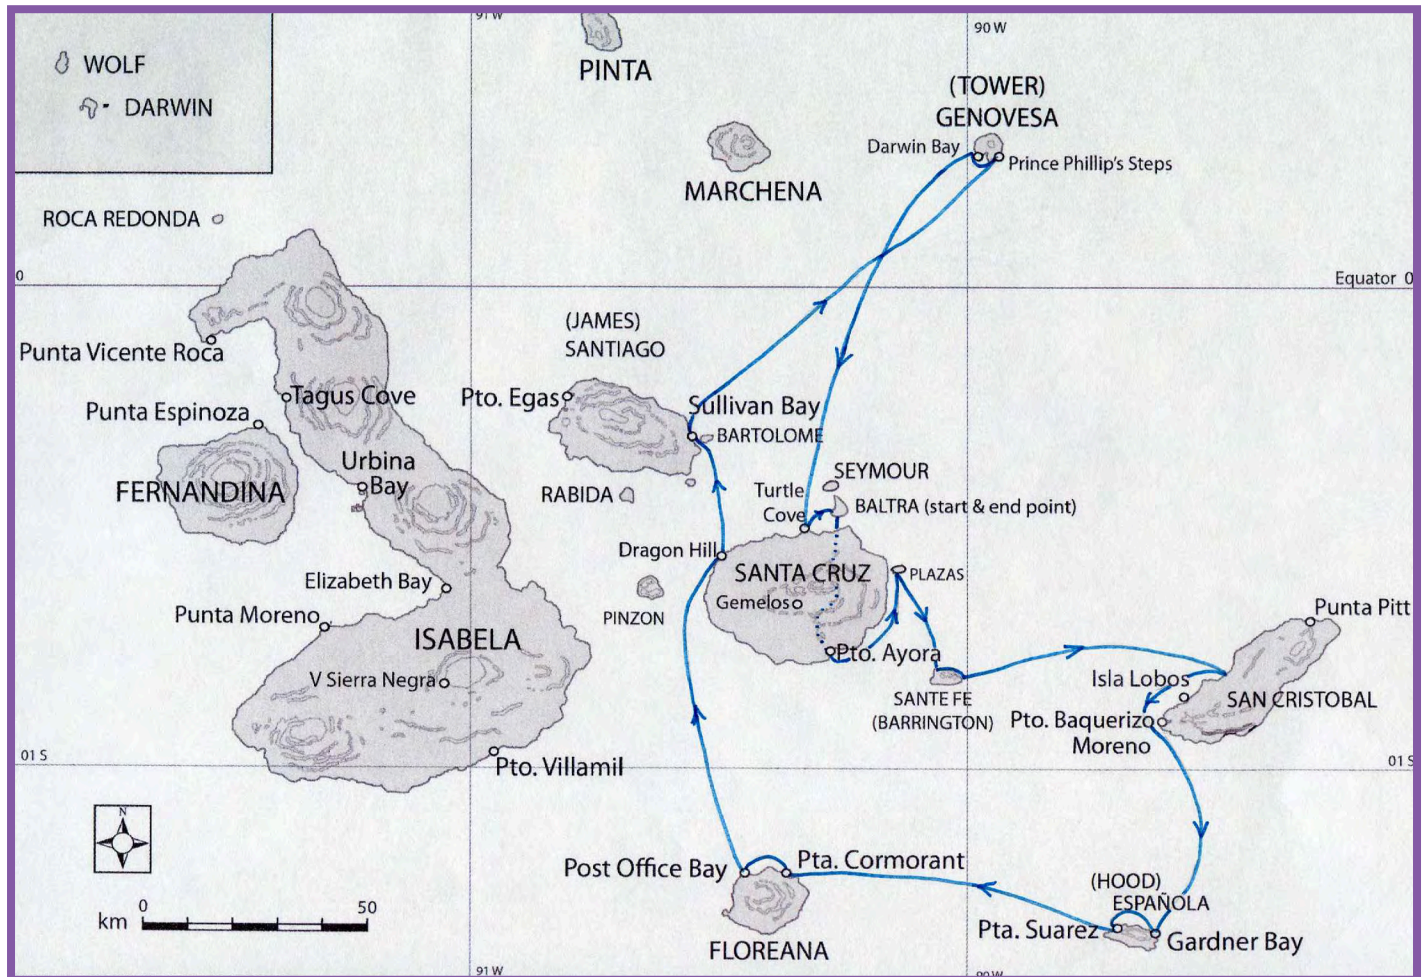 91 W
90 W
WOLF
DARWIN
PINTA
(TOWER)
GENOVESA
Darwin Bay
Prince Phillip's Steps
MARCHENA
ROCA REDONDA
0
Equator 0
(JAMES)
SANTIAGO
Punta Vicente Roca
Tagus Cove
Pto. Egas
Sullivan Bay
Punta Espinoza
BARTOLOME
Urbina
Bay
FERNANDINA
RABIDA
SEYMOUR
Turtle
Cove
BALTRA (start & end point)
Dragon Hill
SANTA CRUZ
PLAZAS
Elizabeth Bay
Gemeloso
PINZON
Punta Moreno
Punta Pitt
ISABELA
Pto. Ayora
V Sierra Negra
Isla Lobos
SANTE FE
(BARRINGTON)
SAN CRISTOBAL
Pto. Baquerizo
Moreno
01 S
01 S
Pto. Villamil
N
Post Office Bay
Pta. Cormorant
(HOOD)
ESPAÑOLA
km
0
50
Pta. Suarez
Gardner Bay
FLOREANA
91 W
90 W